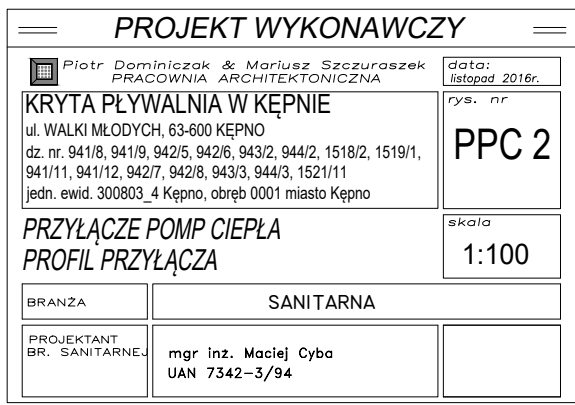 PROJEKT WYKONAWCZY
Piotr Dominiczak & Mariusz Szczuraszek
PRACOWNIA ARCHITEKTONICZNA
data:
listopad 2016r.
KRYTA PŁYWALNIA W KĘPNIE
ul. WALKI MŁODYCH, 63-600 KĘPNO
dz. nr. 941/8, 941/9, 942/5, 942/6, 943/2, 944/2, 1518/2, 1519/1,
941/11, 941/12, 942/7, 942/8, 943/3, 944/3, 1521/11
jedn. ewid. 300803_4 Kępno, obręb 0001 miasto Kępno
rys. nr
PPC 2
PRZYŁĄCZE POMP CIEPŁA
PROFIL PRZYŁĄCZA
skala
1:100
BRANŻA
SANITARNA
PROJEKTANT
BR. SANITARNEJ
mgr inż. Maciej Cyba
UAN 7342-3/94